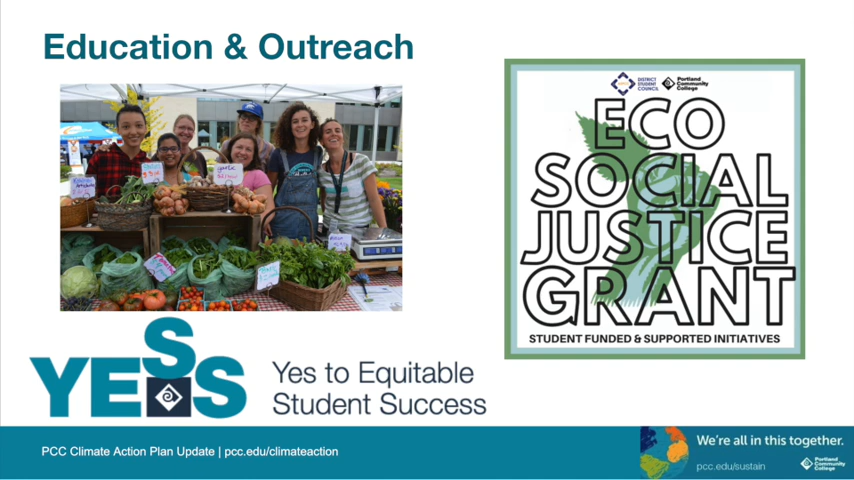 Education & Outreach
DISTRICT
STUDENT
COUNCIL
Portland
Community
College
ECO
SOCIAL
JUSTICE
GRANT
STUDENT FUNDED & SUPPORTED INITIATIVES
YESS
Yes to Equitable
Student Success
PCC Climate Action Plan Update | pcc.edu/climateaction
We're all in this together.
pcc.edu/sustain
Portland
Community
College